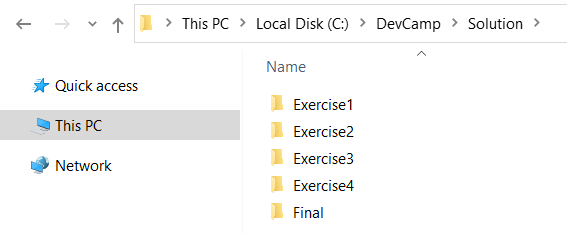 This PC > Local Disk (C:) > DevCamp > Solution >
Quick access
This PC
Network
Name
Exercise1
Exercise2
Exercise3
Exercise4
Final